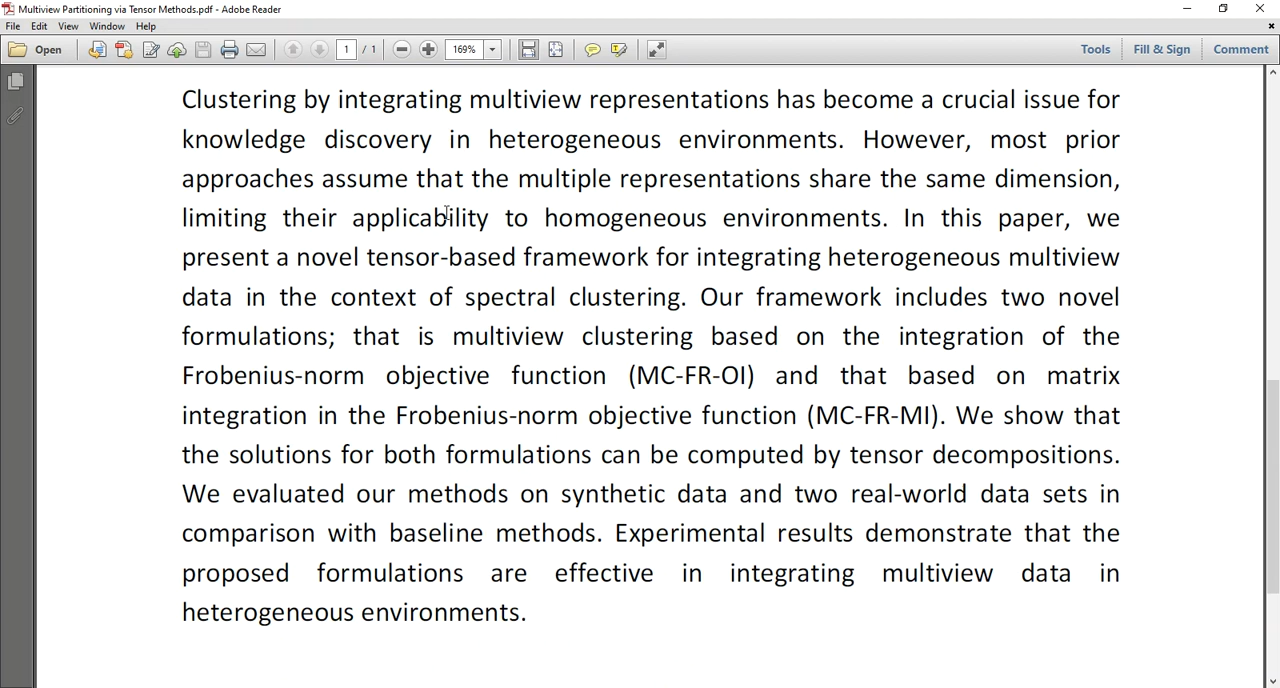 Multiview Partitioning via Tensor Methods.pdf - Adobe Reader
File Edit View Window Help
Open 1 / 1 169% Tools Fill & Sign Comment
Clustering by integrating multiview representations has become a crucial issue for
knowledge discovery in heterogeneous environments. However, most prior
approaches assume that the multiple representations share the same dimension,
limiting their applicability to homogeneous environments. In this paper, we
present a novel tensor-based framework for integrating heterogeneous multiview
data in the context of spectral clustering. Our framework includes two novel
formulations; that is multiview clustering based on the integration of the
Frobenius-norm objective function (MC-FR-OI) and that based on matrix
integration in the Frobenius-norm objective function (MC-FR-MI). We show that
the solutions for both formulations can be computed by tensor decompositions.
We evaluated our methods on synthetic data and two real-world data sets in
comparison with baseline methods. Experimental results demonstrate that the
proposed formulations are effective in integrating multiview data in
heterogeneous environments.